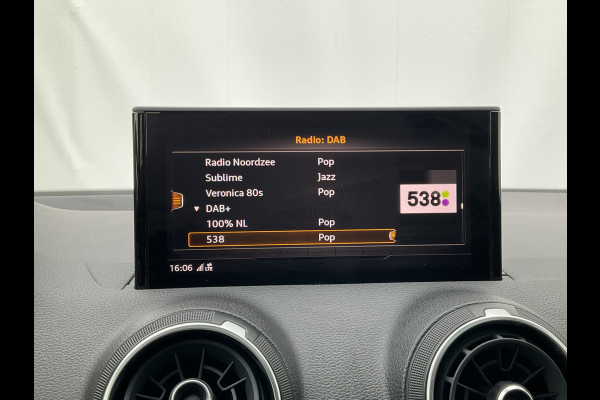 Radio: DAB
Radio Noordzee Pop
Sublime Jazz
Veronica 80s Pop
DAB+
100% NL Pop
538 Pop
538
16:06